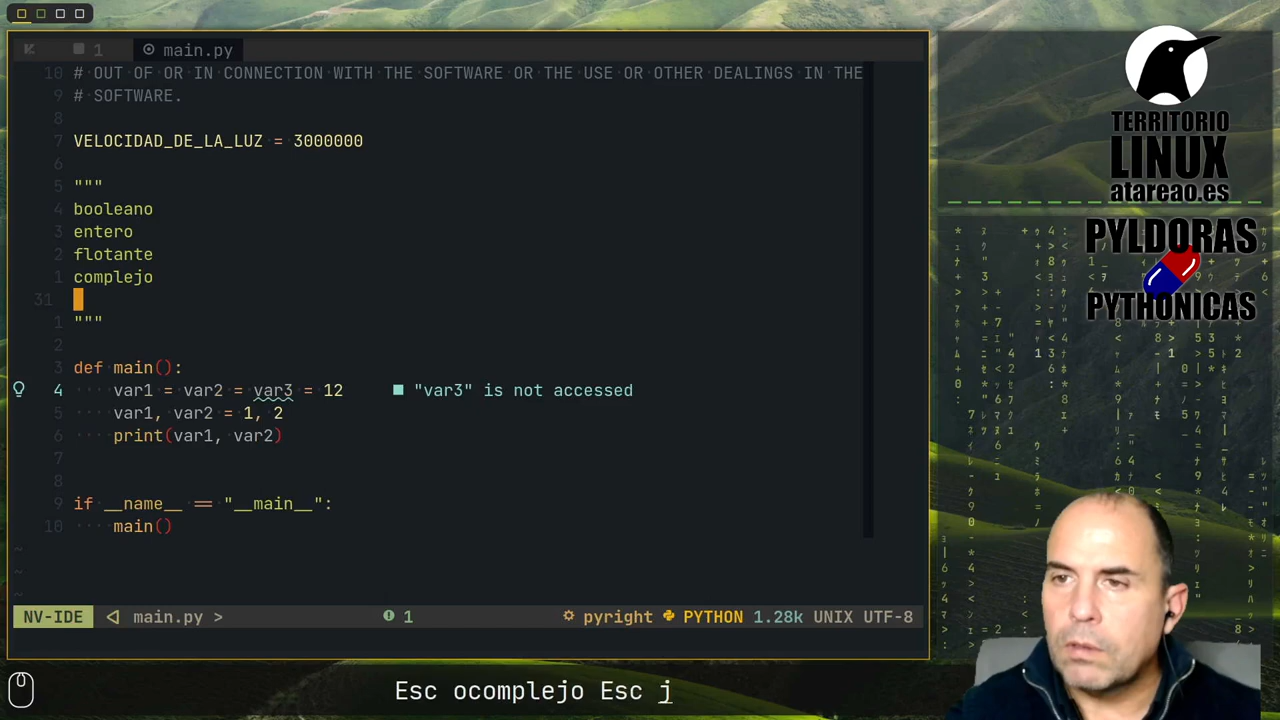 1 main.py
10 # OUT OF OR IN CONNECTION WITH THE SOFTWARE OR THE USE OR OTHER DEALINGS IN THE
9 # SOFTWARE.
8
7 VELOCIDAD_DE_LA_LUZ = 3000000
6
5 """
4 booleano
3 entero
2 flotante
1 complejo
31
1 """
2
3 def main():
4 var1 = var2 = var3 = 12 "var3" is not accessed
5 var1, var2 = 1, 2
6 print(var1, var2)
7
8
9 if __name__ == "__main__":
10 main()
~
~
~
NV-IDE main.py > 1 pyright PYTHON 1.28k UNIX UTF-8
Esc ocomplejo Esc j
TERRITORIO
LINUX
atareao.es
PYLDORAS
PYTHONICAS